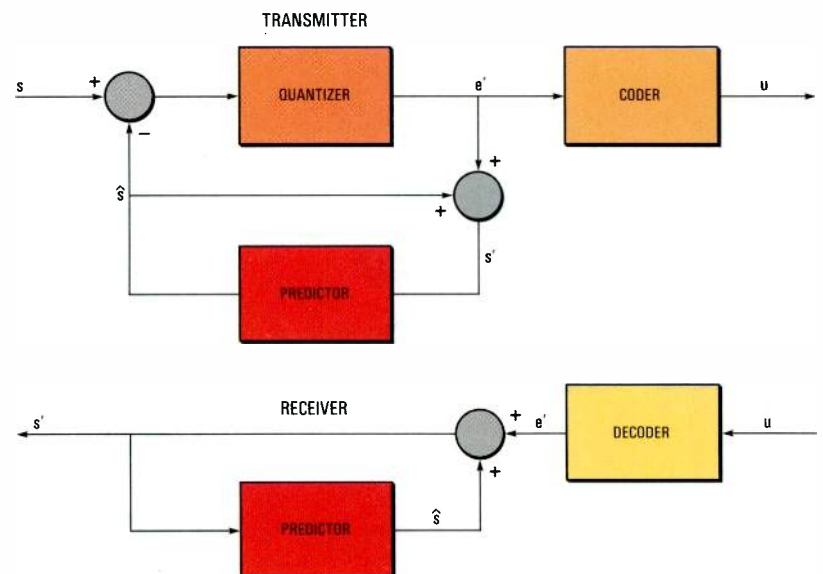 TRANSMITTER
s
+
QUANTIZER
e'
CODER
u
−
+
ŝ
+
s'
PREDICTOR
s'
RECEIVER
+
e'
DECODER
u
+
PREDICTOR
ŝ